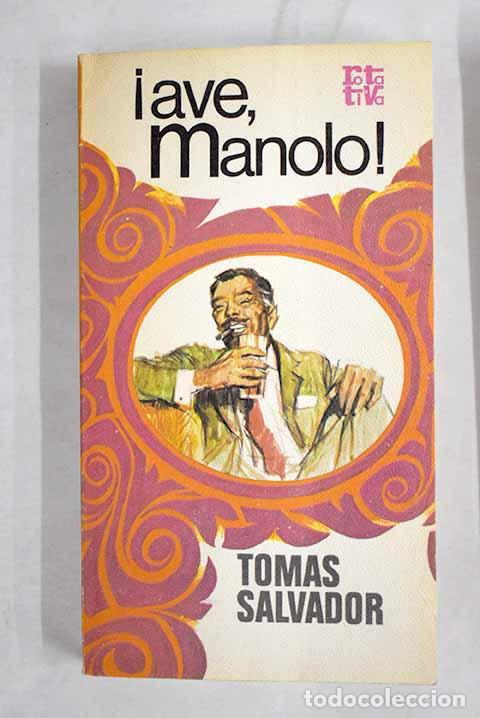 ¡ave,
manolo!
rota
tiva
TOMAS
SALVADOR
todocoleccion